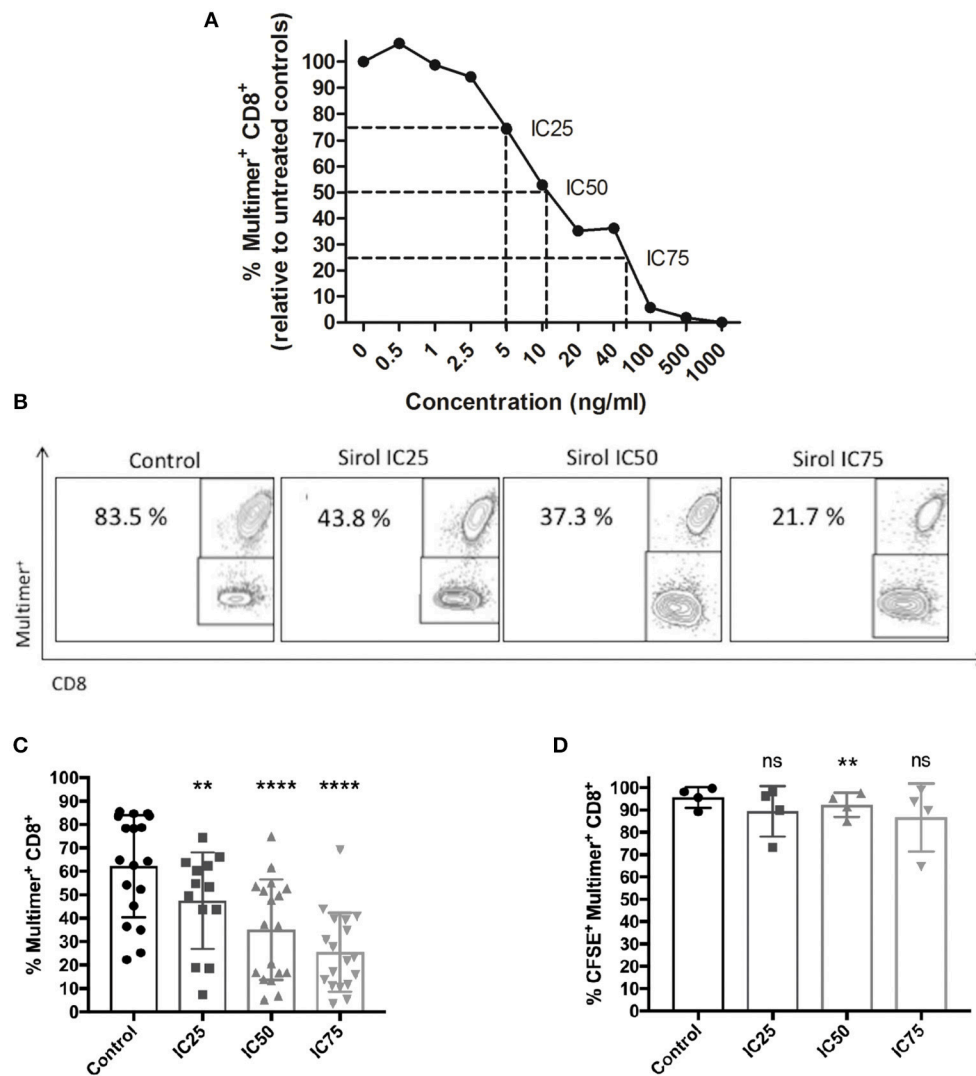 A
% Multimer⁺ CD8⁺
(relative to untreated controls)
100
90
80
70
60
50
40
30
20
10
0
IC25
IC50
IC75
0
0.5
1
2.5
5
10
20
40
100
500
1000
Concentration (ng/ml)
B
Control
Sirol IC25
Sirol IC50
Sirol IC75
83.5 %
43.8 %
37.3 %
21.7 %
Multimer⁺
CD8
C
% Multimer⁺ CD8⁺
100
90
80
70
60
50
40
30
20
10
0
**
****
****
Control
IC25
IC50
IC75
D
% CFSE⁺ Multimer⁺ CD8⁺
100
90
80
70
60
50
40
30
20
10
0
ns
**
ns
Control
IC25
IC50
IC75